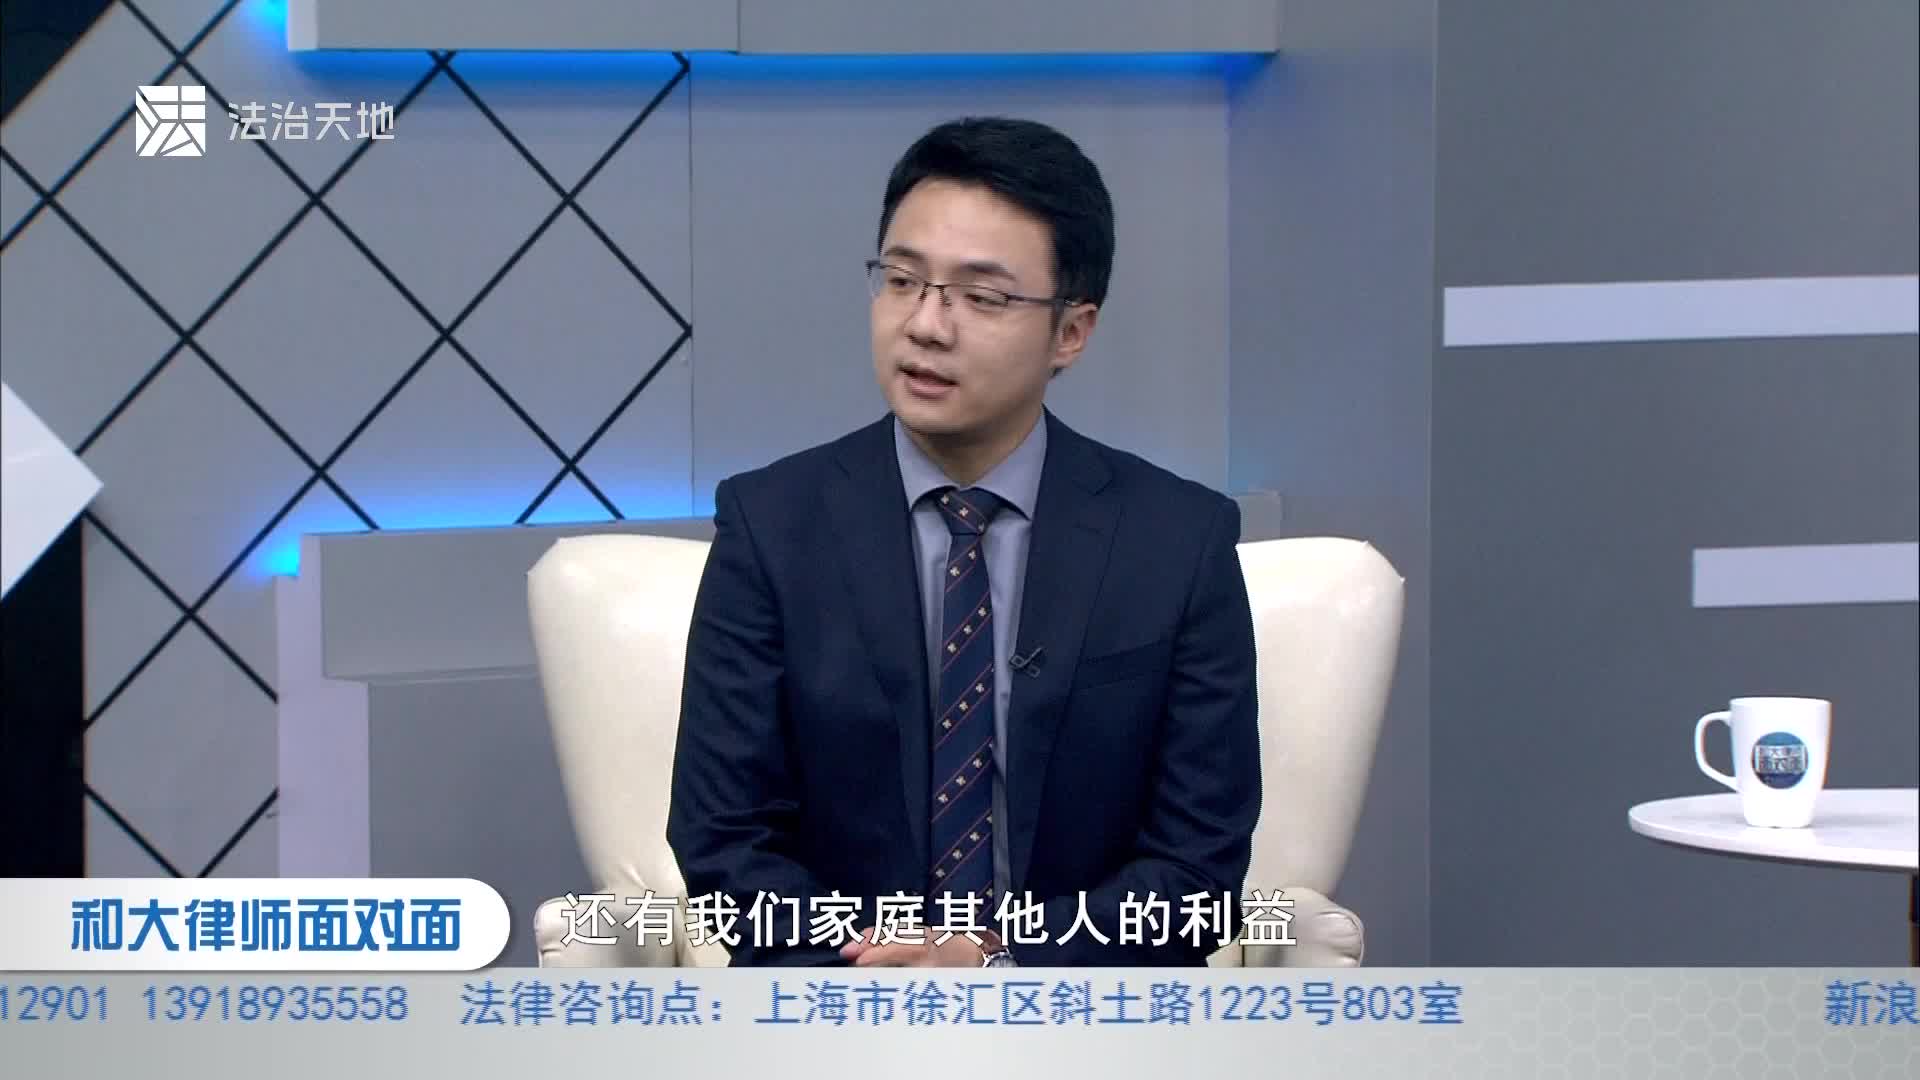 法治天地
和大律师面对面
还有我们家庭其他人的利益
12901 13918935558 法律咨询点：上海市徐汇区斜土路1223号803室 新浪